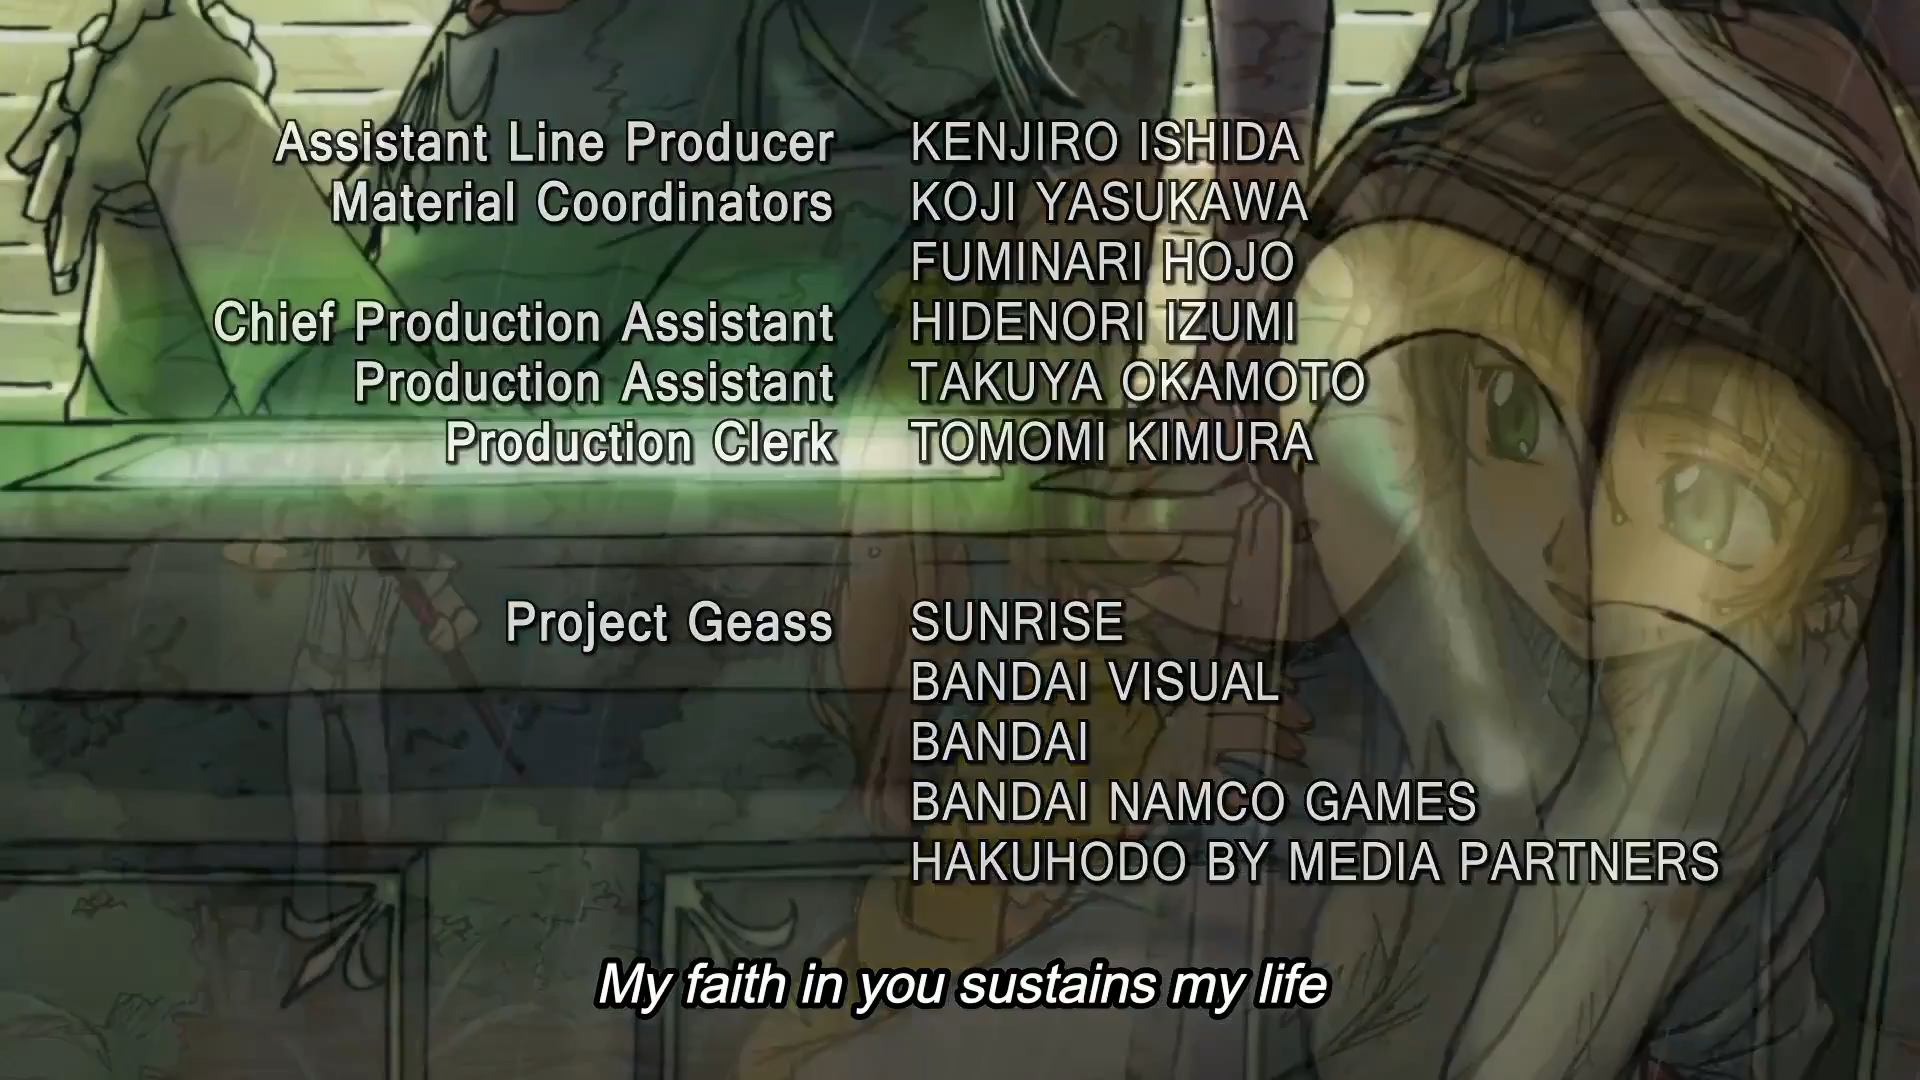 Assistant Line Producer KENJIRO ISHIDA
Material Coordinators KOJI YASUKAWA
FUMINARI HOJO
Chief Production Assistant HIDENORI IZUMI
Production Assistant TAKUYA OKAMOTO
Production Clerk TOMOMI KIMURA
Project Geass SUNRISE
BANDAI VISUAL
BANDAI
BANDAI NAMCO GAMES
HAKUHODO BY MEDIA PARTNERS
My faith in you sustains my life